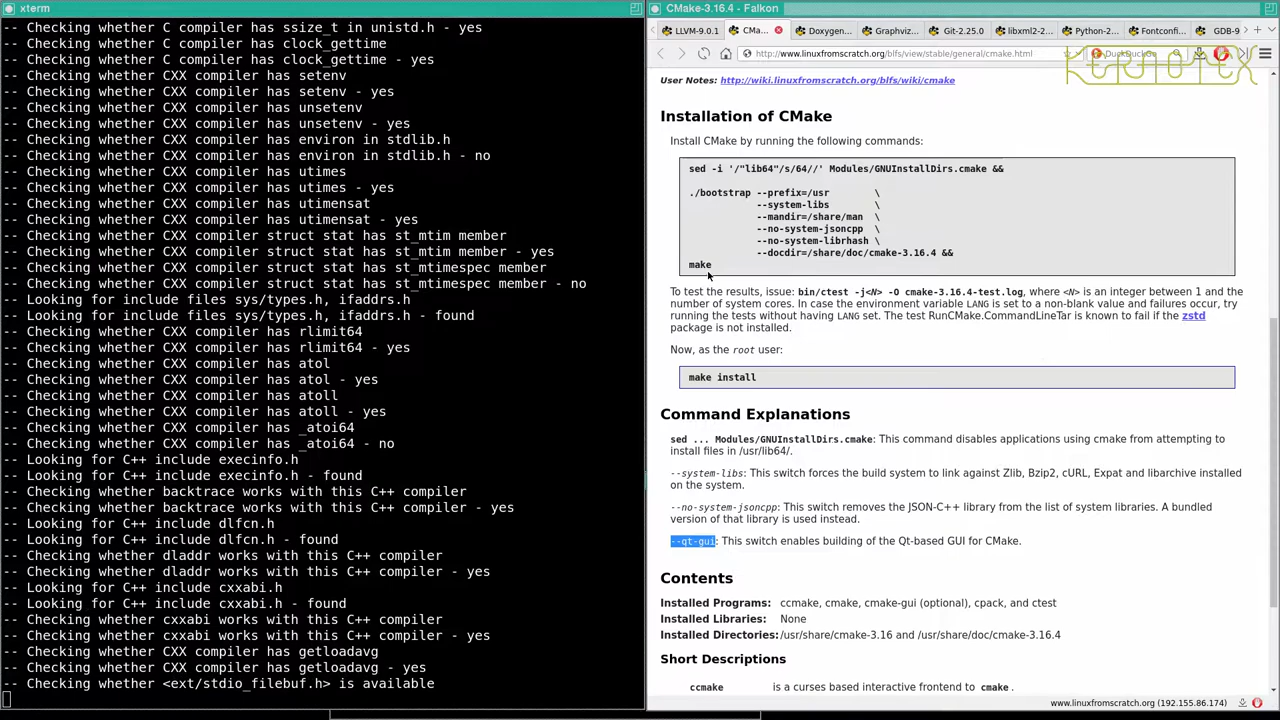 xterm
-- Checking whether C compiler has ssize_t in unistd.h - yes
-- Checking whether C compiler has clock_gettime
-- Checking whether C compiler has clock_gettime - yes
-- Checking whether CXX compiler has setenv
-- Checking whether CXX compiler has setenv - yes
-- Checking whether CXX compiler has unsetenv
-- Checking whether CXX compiler has unsetenv - yes
-- Checking whether CXX compiler has environ in stdlib.h
-- Checking whether CXX compiler has environ in stdlib.h - no
-- Checking whether CXX compiler has utimes
-- Checking whether CXX compiler has utimes - yes
-- Checking whether CXX compiler has utimensat
-- Checking whether CXX compiler has utimensat - yes
-- Checking whether CXX compiler struct stat has st_mtim member
-- Checking whether CXX compiler struct stat has st_mtim member - yes
-- Checking whether CXX compiler struct stat has st_mtimespec member
-- Checking whether CXX compiler struct stat has st_mtimespec member - no
-- Looking for include files sys/types.h, ifaddrs.h
-- Looking for include files sys/types.h, ifaddrs.h - found
-- Checking whether CXX compiler has rlimit64
-- Checking whether CXX compiler has rlimit64 - yes
-- Checking whether CXX compiler has atol
-- Checking whether CXX compiler has atol - yes
-- Checking whether CXX compiler has atoll
-- Checking whether CXX compiler has atoll - yes
-- Checking whether CXX compiler has _atoi64
-- Checking whether CXX compiler has _atoi64 - no
-- Looking for C++ include execinfo.h
-- Looking for C++ include execinfo.h - found
-- Checking whether backtrace works with this C++ compiler
-- Checking whether backtrace works with this C++ compiler - yes
-- Looking for C++ include dlfcn.h
-- Looking for C++ include dlfcn.h - found
-- Checking whether dladdr works with this C++ compiler
-- Checking whether dladdr works with this C++ compiler - yes
-- Looking for C++ include cxxabi.h
-- Looking for C++ include cxxabi.h - found
-- Checking whether cxxabi works with this C++ compiler
-- Checking whether cxxabi works with this C++ compiler - yes
-- Checking whether CXX compiler has getloadavg
-- Checking whether CXX compiler has getloadavg - yes
-- Checking whether <ext/stdio_filebuf.h> is available
CMake-3.16.4 - Falkon
LLVM-9.0.1 CMa... Doxygen... Graphviz... Git-2.25.0 libxml2-2... Python-2... Fontconfi... GDB-9
http://www.linuxfromscratch.org/blfs/view/stable/general/cmake.html DuckDuckGo
KERNOTEX
User Notes: http://wiki.linuxfromscratch.org/blfs/wiki/cmake
Installation of CMake
Install CMake by running the following commands:
sed -i '/"lib64"/s/64//' Modules/GNUInstallDirs.cmake &&
./bootstrap --prefix=/usr \
--system-libs \
--mandir=/share/man \
--no-system-jsoncpp \
--no-system-librhash \
--docdir=/share/doc/cmake-3.16.4 &&
make
To test the results, issue: bin/ctest -j<N> -O cmake-3.16.4-test.log, where <N> is an integer between 1 and the
number of system cores. In case the environment variable LANG is set to a non-blank value and failures occur, try
running the tests without having LANG set. The test RunCMake.CommandLineTar is known to fail if the zstd
package is not installed.
Now, as the root user:
make install
Command Explanations
sed ... Modules/GNUInstallDirs.cmake: This command disables applications using cmake from attempting to
install files in /usr/lib64/.
--system-libs: This switch forces the build system to link against Zlib, Bzip2, cURL, Expat and libarchive installed
on the system.
--no-system-jsoncpp: This switch removes the JSON-C++ library from the list of system libraries. A bundled
version of that library is used instead.
--qt-gui: This switch enables building of the Qt-based GUI for CMake.
Contents
Installed Programs: ccmake, cmake, cmake-gui (optional), cpack, and ctest
Installed Libraries: None
Installed Directories: /usr/share/cmake-3.16 and /usr/share/doc/cmake-3.16.4
Short Descriptions
ccmake is a curses based interactive frontend to cmake.
www.linuxfromscratch.org (192.155.86.174)